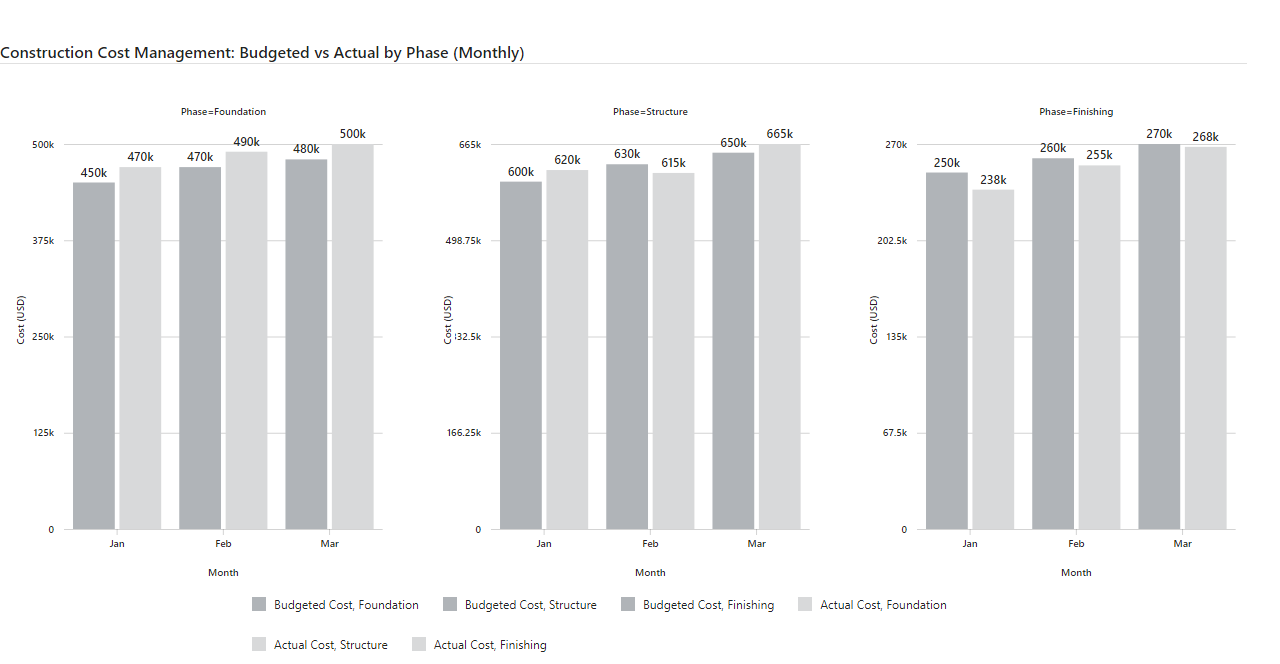 Construction Cost Management: Budgeted vs Actual by Phase (Monthly)
Phase=Foundation
500k
375k
250k
125k
0
Cost (USD)
450k
470k
470k
490k
480k
500k
Jan
Feb
Mar
Month
Phase=Structure
665k
498.75k
32.5k
166.25k
0
Cost (USD)
600k
620k
630k
615k
650k
665k
Jan
Feb
Mar
Month
Phase=Finishing
270k
202.5k
135k
67.5k
0
Cost (USD)
250k
238k
260k
255k
270k
268k
Jan
Feb
Mar
Month
Budgeted Cost, Foundation
Budgeted Cost, Structure
Budgeted Cost, Finishing
Actual Cost, Foundation
Actual Cost, Structure
Actual Cost, Finishing